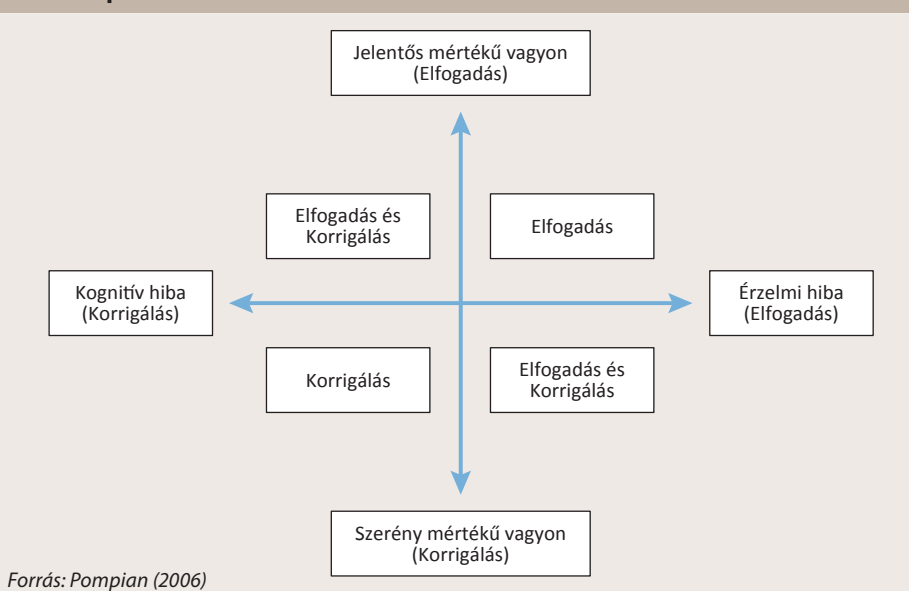 Jelentős mértékű vagyon
(Elfogadás)
Elfogadás és
Korrigálás
Elfogadás
Kognitív hiba
(Korrigálás)
Érzelmi hiba
(Elfogadás)
Korrigálás
Elfogadás és
Korrigálás
Szerény mértékű vagyon
(Korrigálás)
Forrás: Pompian (2006)